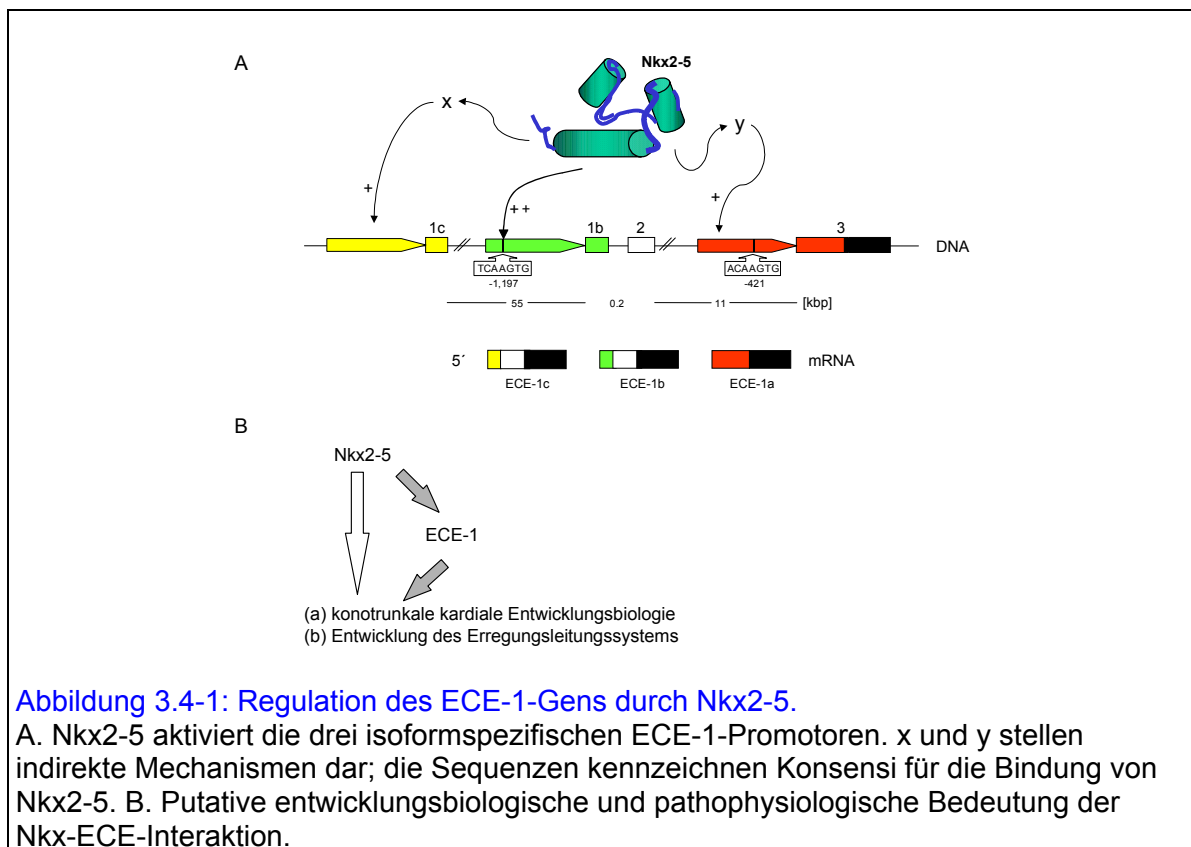 A
Nkx2-5
x
y
+
++
+
1c
1b
2
3
DNA
TCAAGTG
ACAAGTG
-1,197
-421
55
0.2
11
[kbp]
5´
mRNA
ECE-1c
ECE-1b
ECE-1a
B
Nkx2-5
ECE-1
(a) konotrunkale kardiale Entwicklungsbiologie
(b) Entwicklung des Erregungsleitungssystems
Abbildung 3.4-1: Regulation des ECE-1-Gens durch Nkx2-5.
A. Nkx2-5 aktiviert die drei isoformspezifischen ECE-1-Promotoren. x und y stellen
indirekte Mechanismen dar; die Sequenzen kennzeichnen Konsensi für die Bindung von
Nkx2-5. B. Putative entwicklungsbiologische und pathophysiologische Bedeutung der
Nkx-ECE-Interaktion.